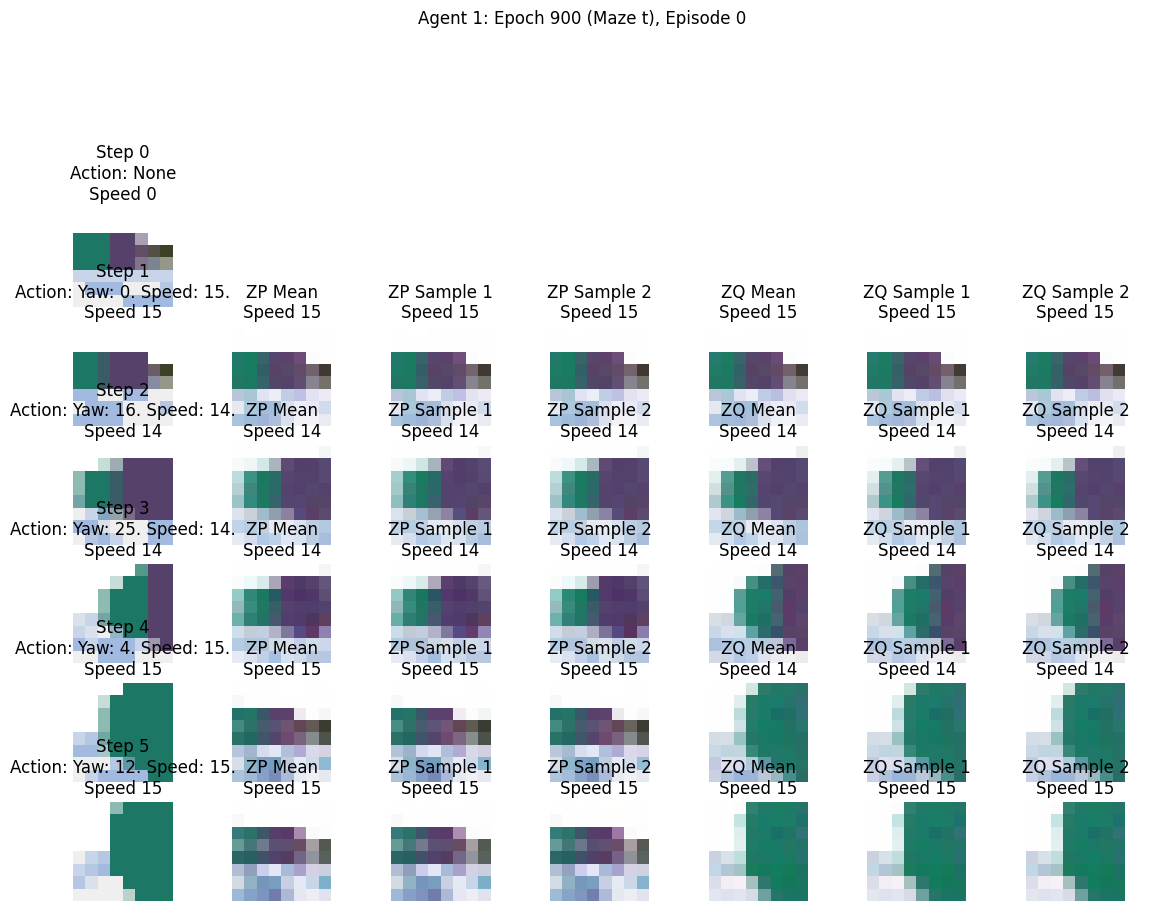 Agent 1: Epoch 900 (Maze t), Episode 0
Step 0
Action: None
Speed 0
Step 1
Action: Yaw: 0. Speed: 15.
Speed 15
ZP Mean
Speed 15
ZP Sample 1
Speed 15
ZP Sample 2
Speed 15
ZQ Mean
Speed 15
ZQ Sample 1
Speed 15
ZQ Sample 2
Speed 15
Step 2
Action: Yaw: 16. Speed: 14.
Speed 14
ZP Mean
Speed 14
ZP Sample 1
Speed 14
ZP Sample 2
Speed 14
ZQ Mean
Speed 14
ZQ Sample 1
Speed 14
ZQ Sample 2
Speed 14
Step 3
Action: Yaw: 25. Speed: 14.
Speed 14
ZP Mean
Speed 14
ZP Sample 1
Speed 14
ZP Sample 2
Speed 14
ZQ Mean
Speed 14
ZQ Sample 1
Speed 14
ZQ Sample 2
Speed 14
Step 4
Action: Yaw: 4. Speed: 15.
Speed 15
ZP Mean
Speed 15
ZP Sample 1
Speed 15
ZP Sample 2
Speed 15
ZQ Mean
Speed 14
ZQ Sample 1
Speed 14
ZQ Sample 2
Speed 14
Step 5
Action: Yaw: 12. Speed: 15.
Speed 15
ZP Mean
Speed 15
ZP Sample 1
Speed 15
ZP Sample 2
Speed 15
ZQ Mean
Speed 15
ZQ Sample 1
Speed 15
ZQ Sample 2
Speed 15